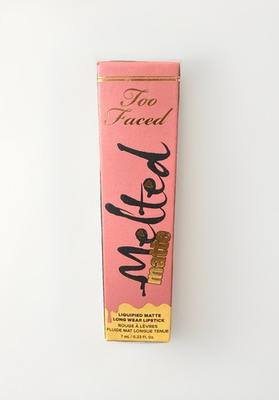 Too
Faced
Melted
matte
LIQUIFIED MATTE
LONG WEAR LIPSTICK
ROUGE À LÈVRES
FLUIDE MAT LONGUE TENUE
7 mL / 0.23 fl. Oz.